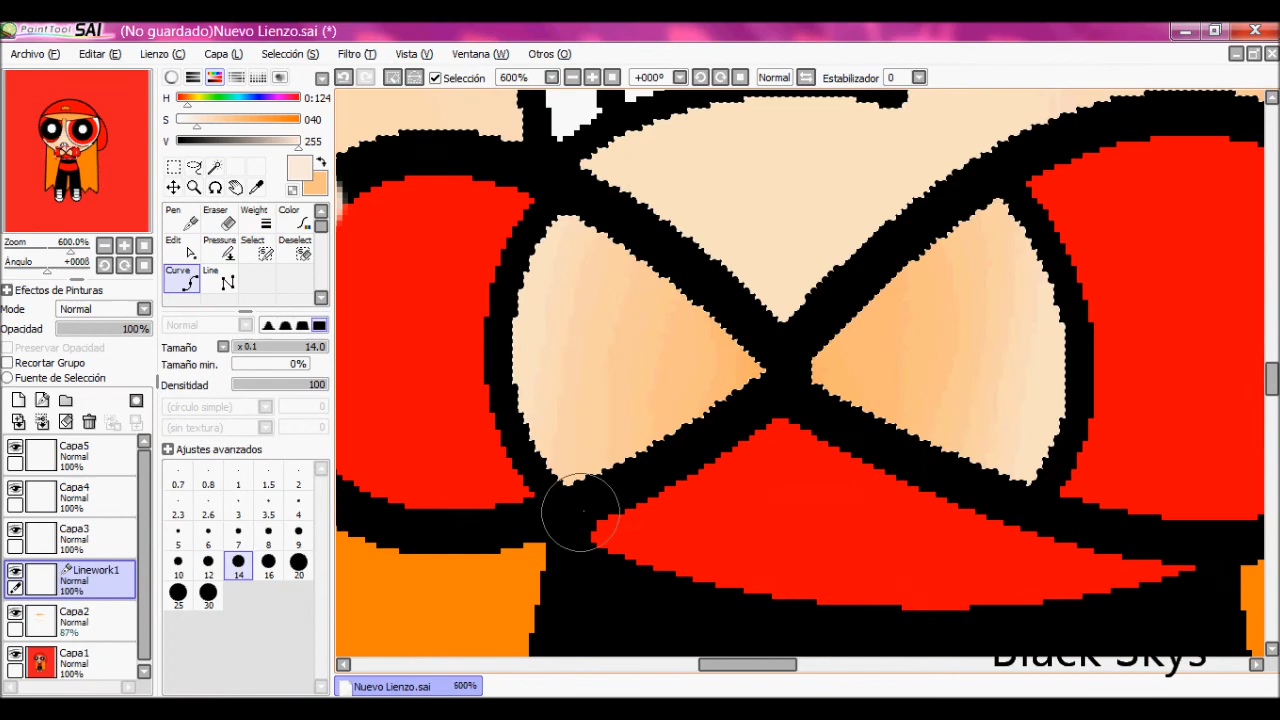 PaintTool SAI (No guardado)Nuevo Lienzo.sai (*)
Archivo (F) Editar (E) Lienzo (C) Capa (L) Selección (S) Filtro (T) Vista (V) Ventana (W) Otros (O)
Selección 600% +000º Normal Estabilizador 0
H 0:124
S 040
V 255
Pen Eraser Weight Color
Edit Pressure Select Deselect
Curve Line
Zoom 600.0%
Ángulo +000ß
Efectos de Pinturas
Mode Normal
Opacidad 100%
Preservar Opacidad
Recortar Grupo
Fuente de Selección
Normal
Tamaño x 0.1 14.0
Tamaño min. 0%
Densitidad 100
(círculo simple)
(sin textura)
Ajustes avanzados
0.7 0.8 1 1.5 2
2.3 2.6 3 3.5 4
5 6 7 8 9
10 12 14 16 20
25 30
Capa5
Normal
100%
Capa4
Normal
100%
Capa3
Normal
100%
Linework1
Normal
100%
Capa2
Normal
87%
Capa1
Normal
100%
Black Skys
Nuevo Lienzo.sai 600%